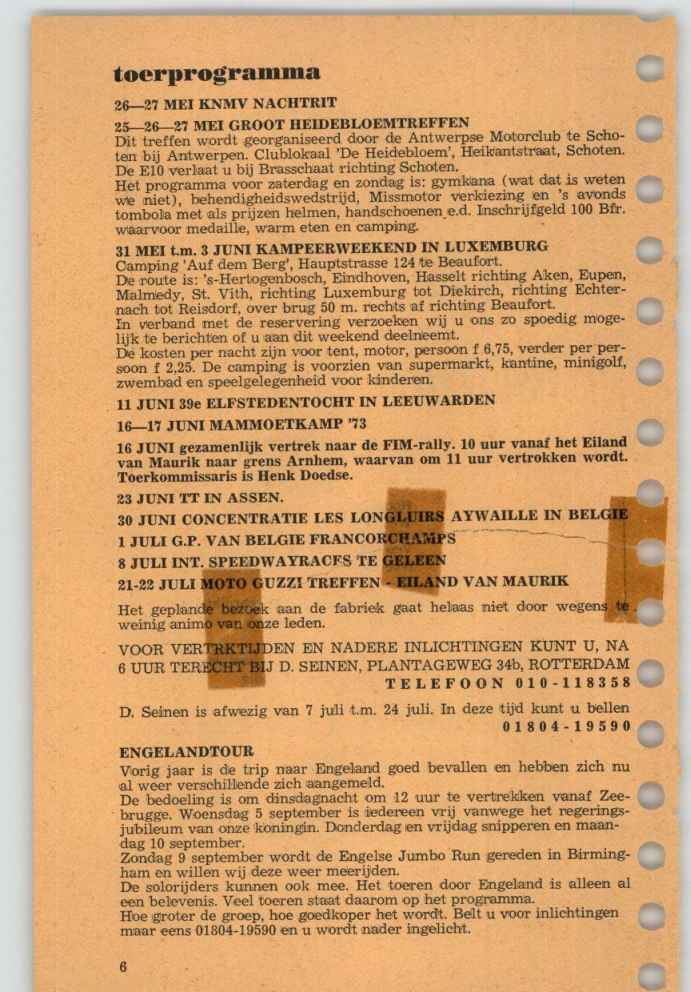 toerprogramma
26—27 MEI KNMV NACHTRIT
25—26—27 MEI GROOT HEIDEBLOEMTREFFEN
Dit treffen wordt georganiseerd door de Antwerpse Motorclub te Scho-
ten bij Antwerpen. Clublokaal 'De Heidebloem', Heikantstraat, Schoten.
De E10 verlaat u bij Brasschaat richting Schoten.
Het programma voor zaterdag en zondag is: gymkana (wat dat is weten
we niet), behendigheidswedstrijd, Missmotor verkiezing en 's avonds
tombola met als prijzen helmen, handschoenen e.d. Inschrijfgeld 100 Bfr.
waarvoor medaille, warm eten en camping.
31 MEI t.m. 3 JUNI KAMPEERWEEKEND IN LUXEMBURG
Camping 'Auf dem Berg', Hauptstrasse 124 te Beaufort.
De route is: 's-Hertogenbosch, Eindhoven, Hasselt richting Aken, Eupen,
Malmedy, St. Vith, richting Luxemburg tot Diekirch, richting Echter-
nach tot Reisdorf, over brug 50 m. rechts af richting Beaufort.
In verband met de reservering verzoeken wij u ons zo spoedig moge-
lijk te berichten of u aan dit weekend deelneemt.
De kosten per nacht zijn voor tent, motor, persoon f 6,75, verder per per-
soon f 2,25. De camping is voorzien van supermarkt, kantine, minigolf,
zwembad en speelgelegenheid voor kinderen.
11 JUNI 39e ELFSTEDENTOCHT IN LEEUWARDEN
16—17 JUNI MAMMOETKAMP '73
16 JUNI gezamenlijk vertrek naar de FIM-rally. 10 uur vanaf het Eiland
van Maurik naar grens Arnhem, waarvan om 11 uur vertrokken wordt.
Toerkommissaris is Henk Doedse.
23 JUNI TT IN ASSEN.
30 JUNI CONCENTRATIE LES LONGLUIRS AYWAILLE IN BELGIE
1 JULI G.P. VAN BELGIE FRANCORCHAMPS
8 JULI INT. SPEEDWAYRACFS TE GELEEN
21-22 JULI MOTO GUZZI TREFFEN - EILAND VAN MAURIK
Het geplande bezoek aan de fabriek gaat helaas niet door wegens te
weinig animo van onze leden.
VOOR VERTRKTIJDEN EN NADERE INLICHTINGEN KUNT U, NA
6 UUR TERECHT BIJ D. SEINEN, PLANTAGEWEG 34b, ROTTERDAM
TELEFOON 010-118358
D. Seinen is afwezig van 7 juli t.m. 24 juli. In deze tijd kunt u bellen
01804-19590
ENGELANDTOUR
Vorig jaar is de trip naar Engeland goed bevallen en hebben zich nu
al weer verschillende zich aangemeld.
De bedoeling is om dinsdagnacht om 12 uur te vertrekken vanaf Zee-
brugge. Woensdag 5 september is iedereen vrij vanwege het regerings-
jubileum van onze koningin. Donderdag en vrijdag snipperen en maan-
dag 10 september.
Zondag 9 september wordt de Engelse Jumbo Run gereden in Birming-
ham en willen wij deze weer meerijden.
De solorijders kunnen ook mee. Het toeren door Engeland is alleen al
een belevenis. Veel toeren staat daarom op het programma.
Hoe groter de groep, hoe goedkoper het wordt. Belt u voor inlichtingen
maar eens 01804-19590 en u wordt nader ingelicht.
6